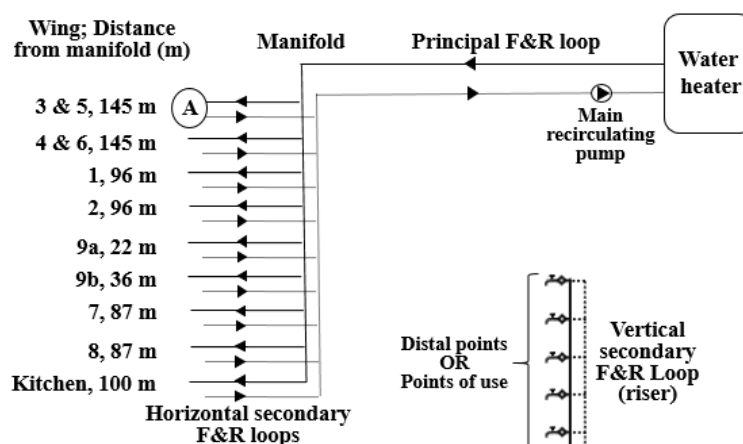 Wing; Distance
from manifold (m)
Manifold
Principal F&R loop
Water
heater
3 & 5, 145 m
A
Main
recirculating
pump
4 & 6, 145 m
1, 96 m
2, 96 m
9a, 22 m
9b, 36 m
7, 87 m
8, 87 m
Kitchen, 100 m
Horizontal secondary
F&R loops
Distal points
OR
Points of use
Vertical
secondary
F&R Loop
(riser)